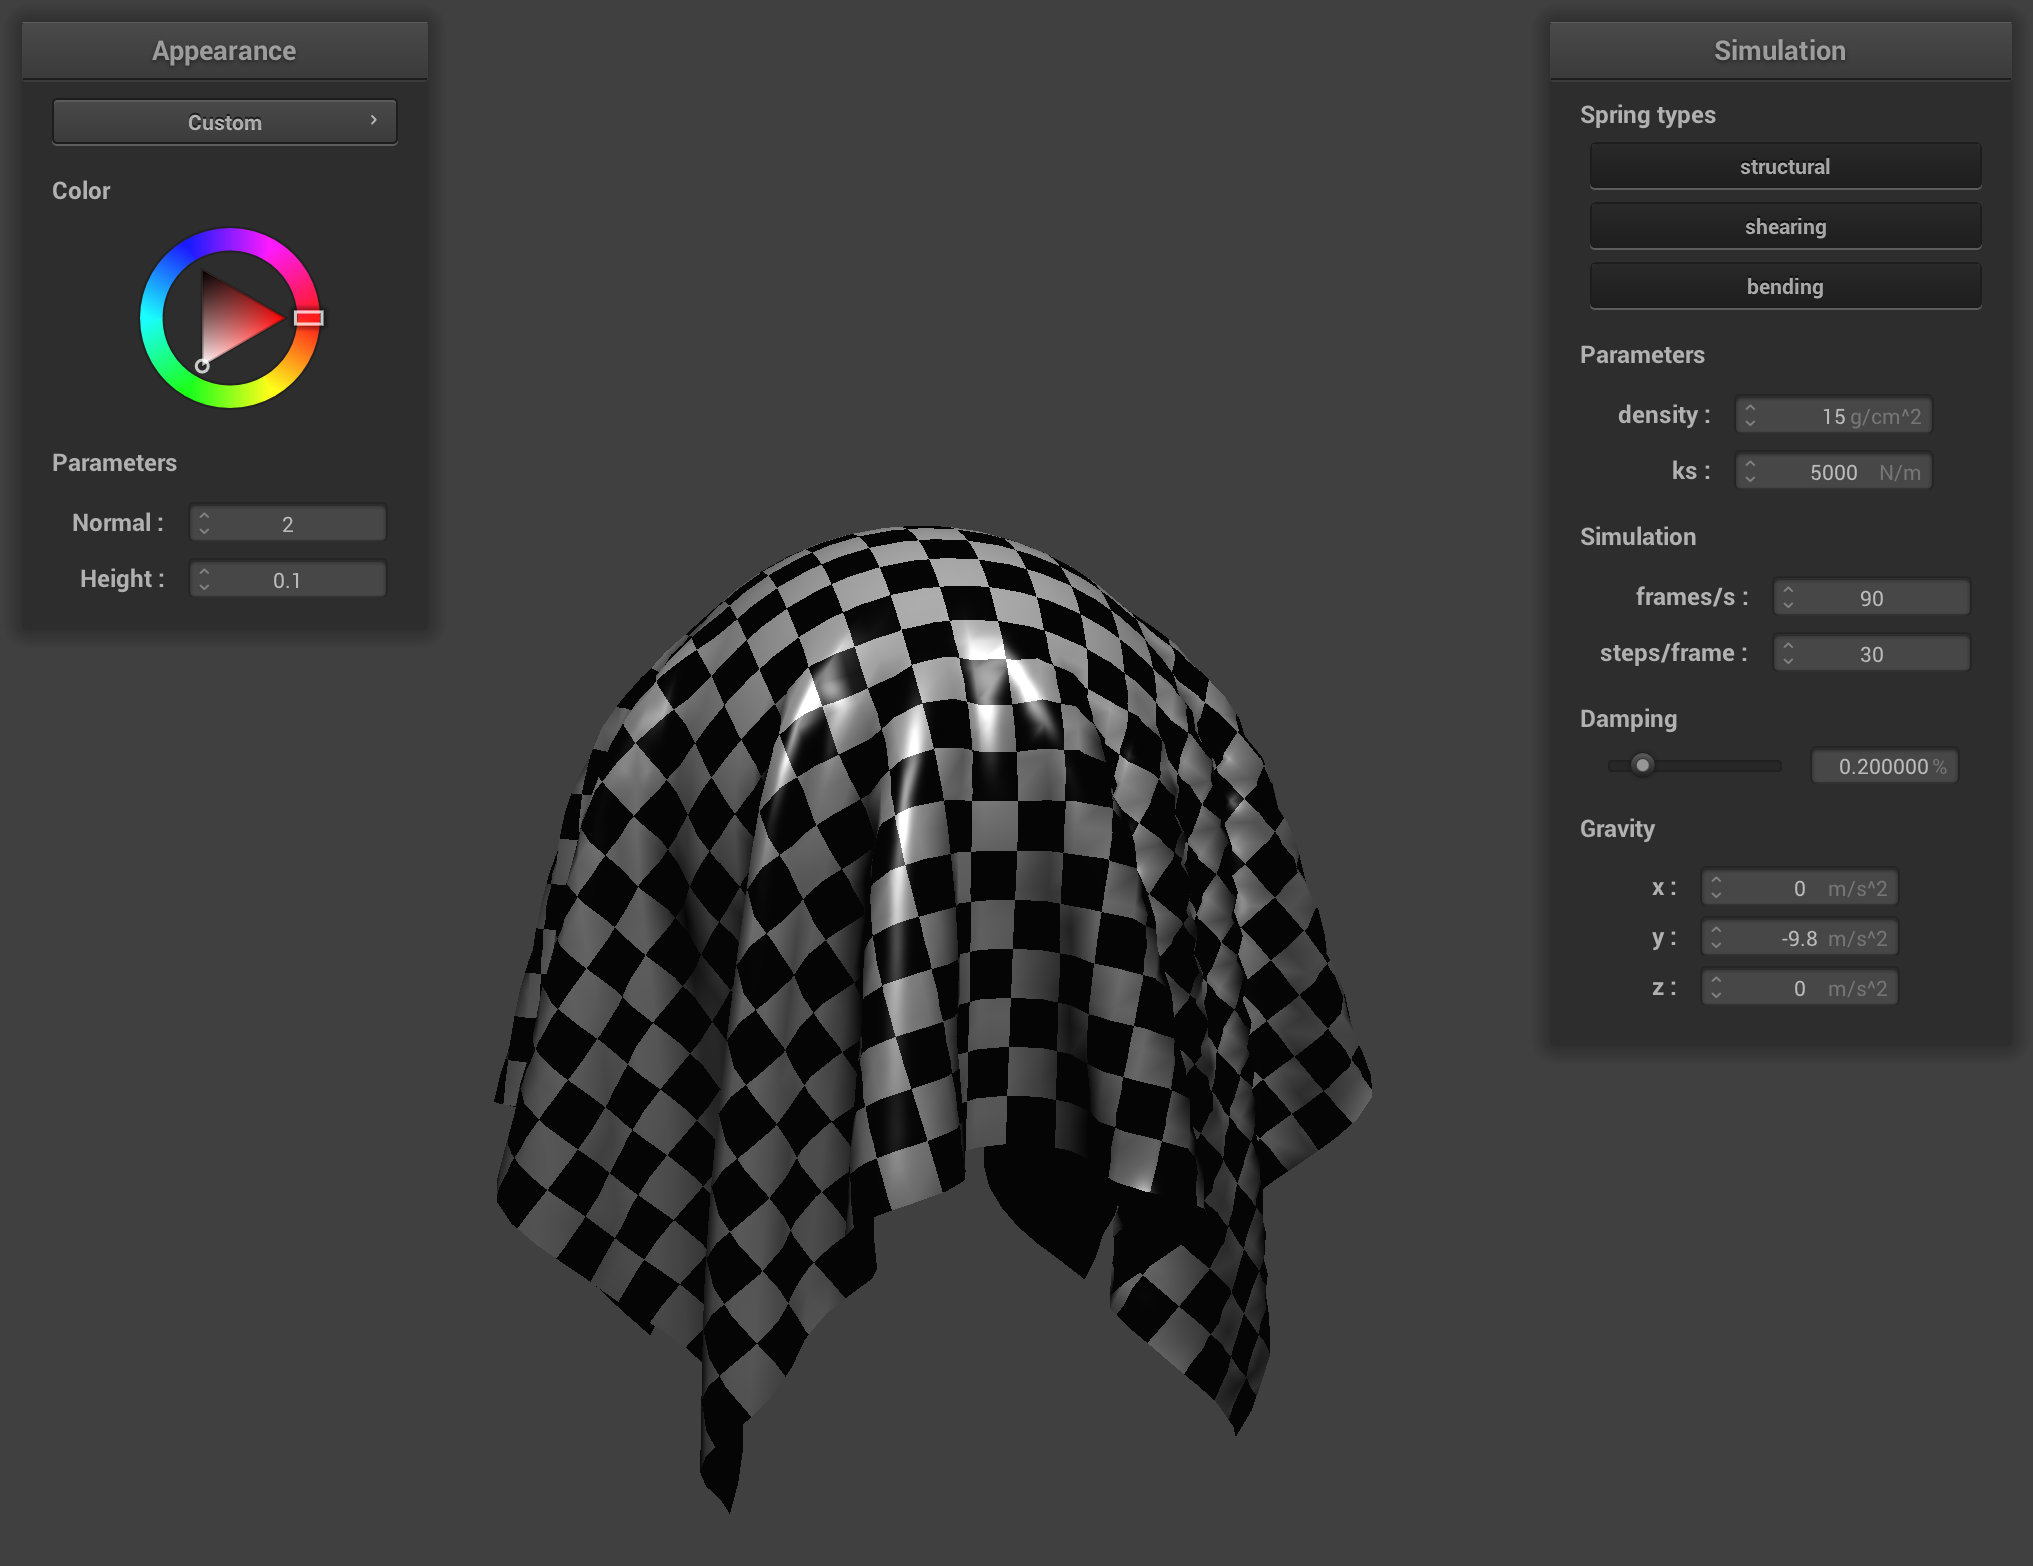 Appearance
Custom
Color
Parameters
Normal : 2
Height : 0.1
Simulation
Spring types
structural
shearing
bending
Parameters
density : 15 g/cm^2
ks : 5000 N/m
Simulation
frames/s : 90
steps/frame : 30
Damping
0.200000 %
Gravity
x : 0 m/s^2
y : -9.8 m/s^2
z : 0 m/s^2